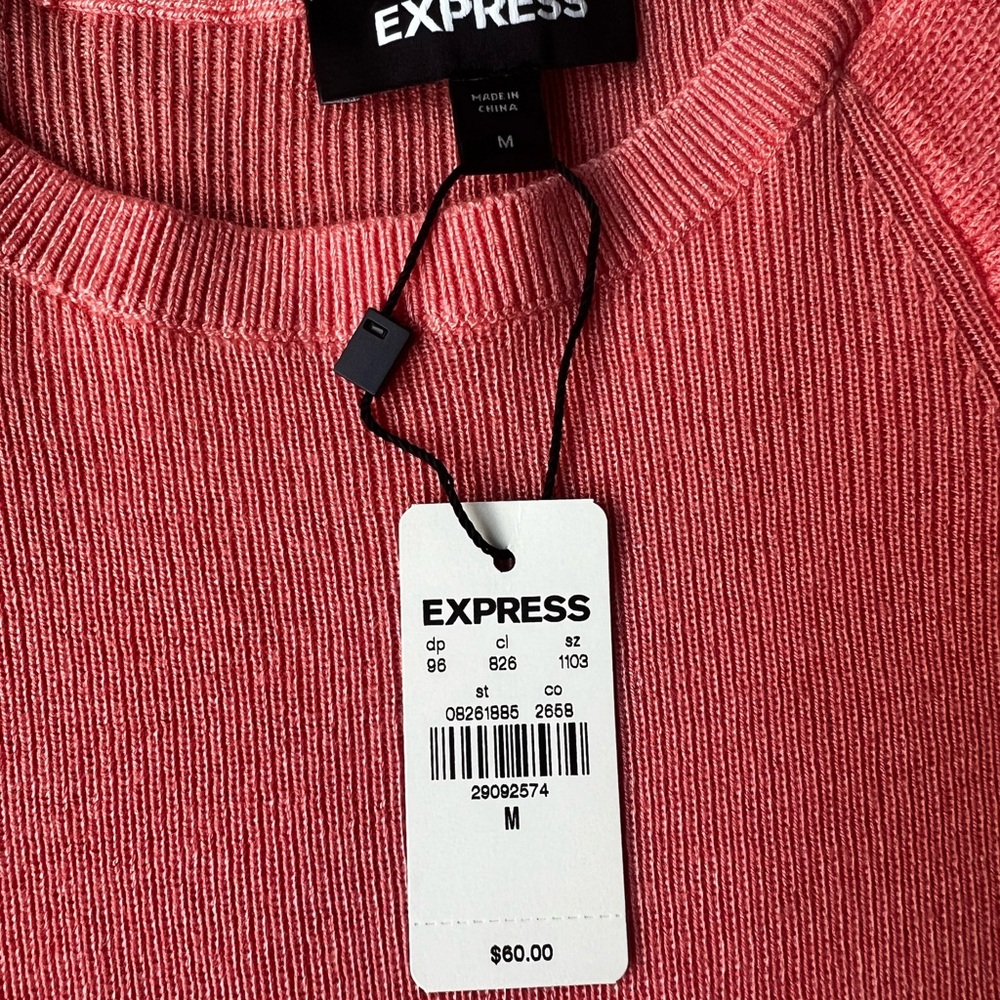 EXPRESS
MADE IN
CHINA
M
EXPRESS
dp cl sz
96 826 1103
st co
08261885 2658
29092574
M
$60.00